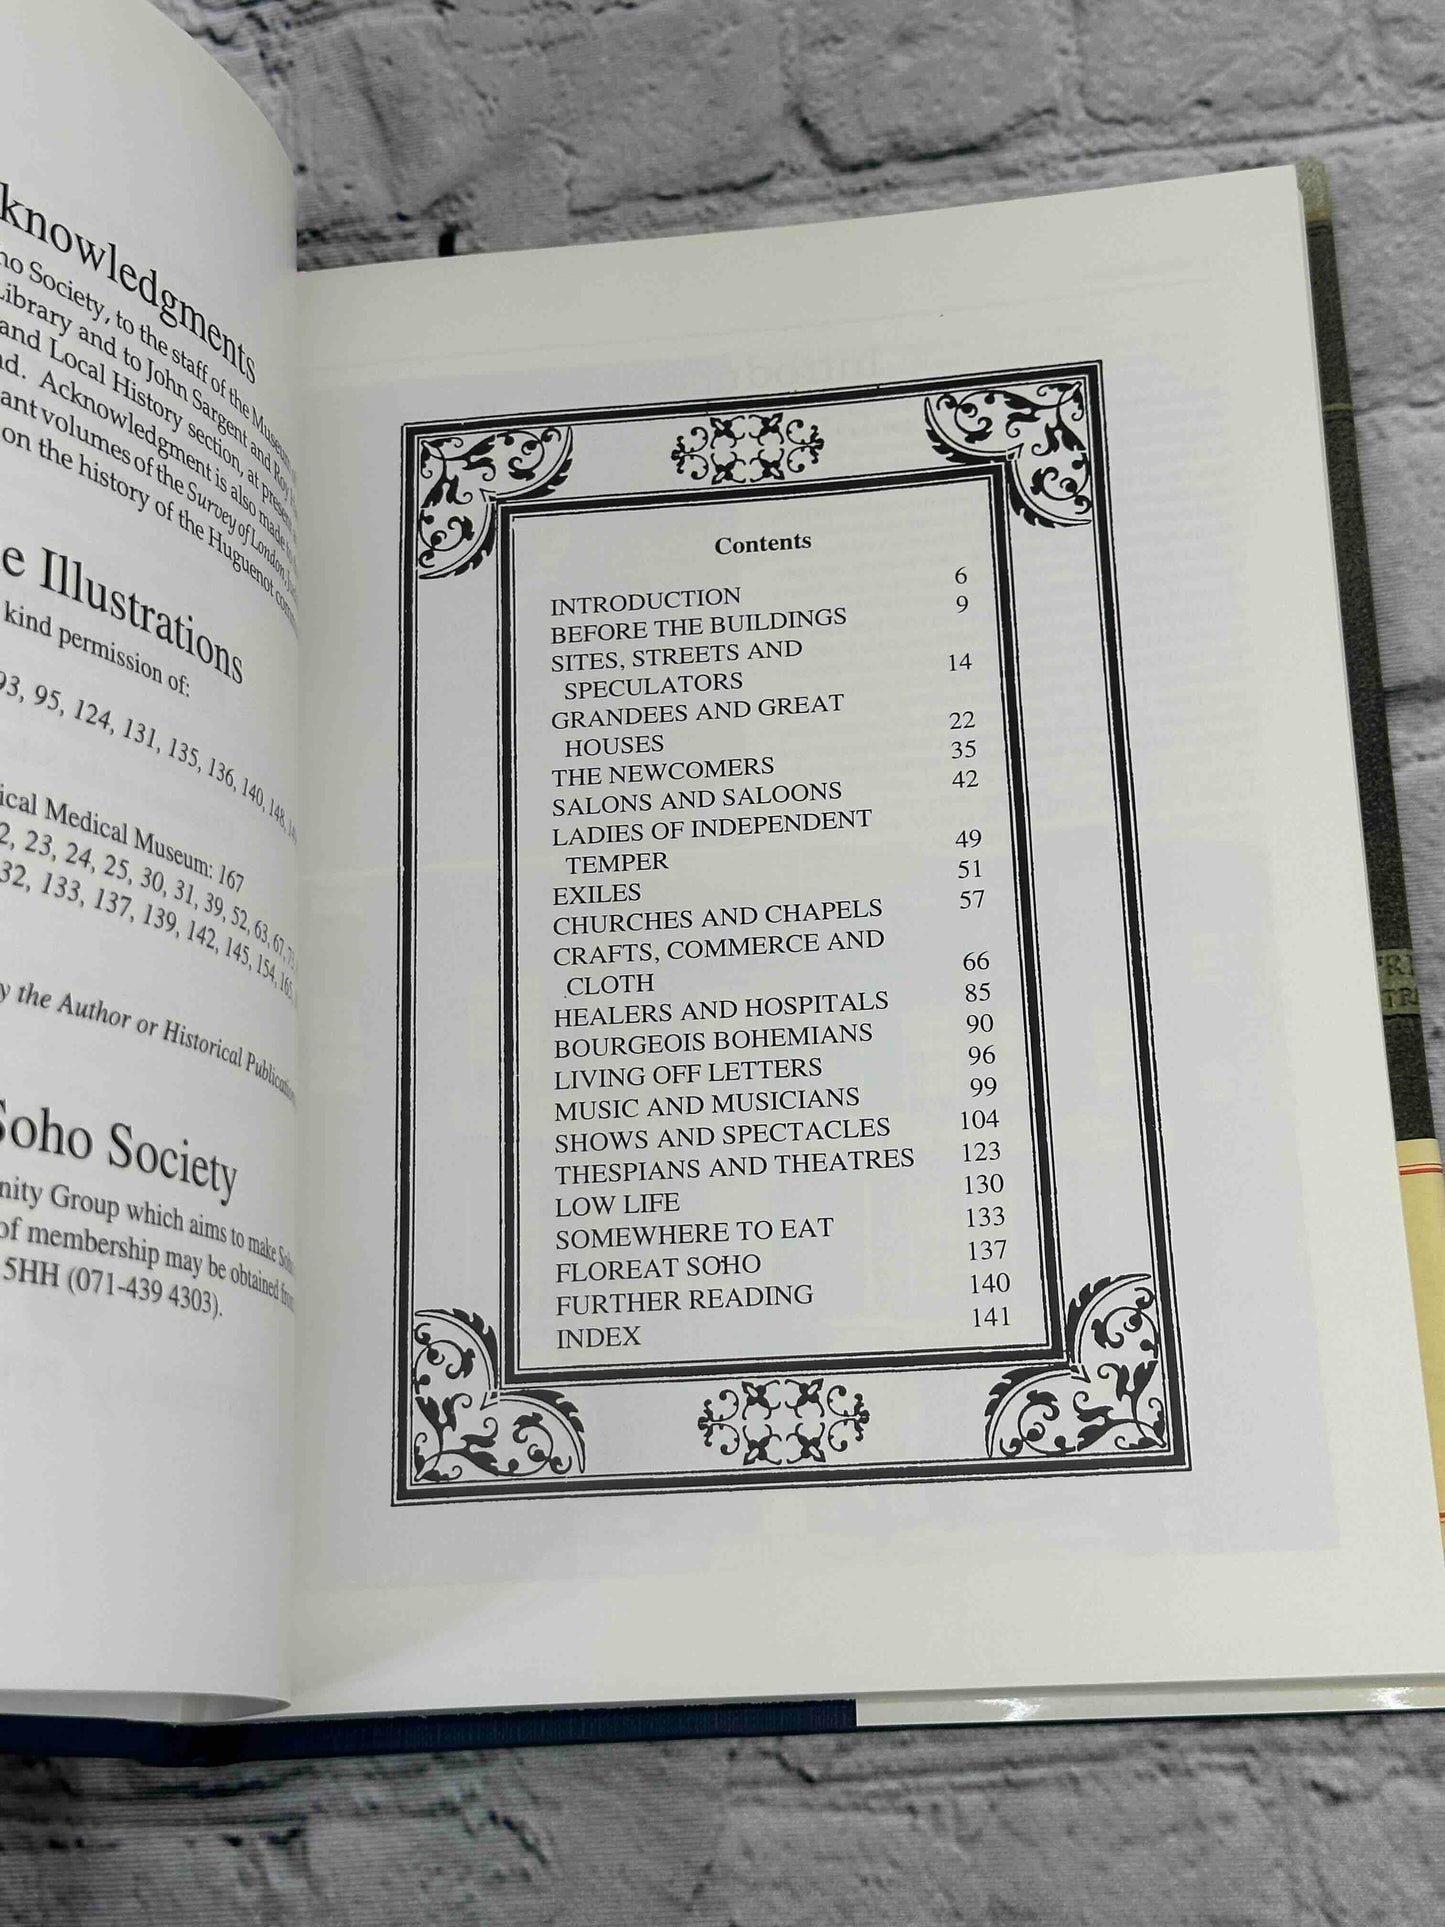 knowledgments
Society, to the staff of the Museum
Library and to John Sargent and Roy
and Local History section, at present
Acknowledgment is also made to
volumes of the Survey of London,
on the history of the Huguenot
Illustrations
kind permission of:
93, 95, 124, 131, 135, 136, 140, 148,
Medical Museum: 167
2, 23, 24, 25, 30, 31, 39, 52, 63, 67,
32, 133, 137, 139, 142, 145, 154, 165,
the Author or Historical Publications
Soho Society
Group which aims to make Soho
of membership may be obtained from
5HH (071-439 4303).
Contents
INTRODUCTION 6
BEFORE THE BUILDINGS 9
SITES, STREETS AND
SPECULATORS 14
GRANDEES AND GREAT
HOUSES 22
THE NEWCOMERS 35
SALONS AND SALOONS 42
LADIES OF INDEPENDENT
TEMPER 49
EXILES 51
CHURCHES AND CHAPELS 57
CRAFTS, COMMERCE AND
CLOTH 66
HEALERS AND HOSPITALS 85
BOURGEOIS BOHEMIANS 90
LIVING OFF LETTERS 96
MUSIC AND MUSICIANS 99
SHOWS AND SPECTACLES 104
THESPIANS AND THEATRES 123
LOW LIFE 130
SOMEWHERE TO EAT 133
FLOREAT SOHO 137
FURTHER READING 140
INDEX 141